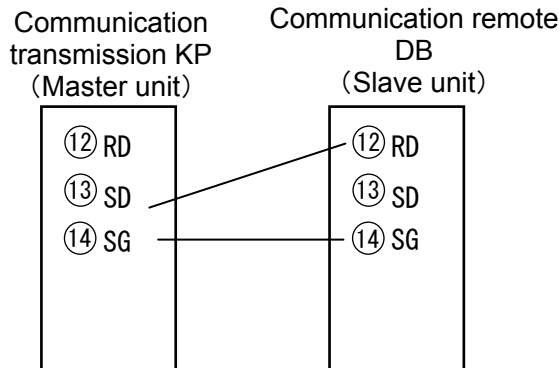 Communication
transmission KP
（Master unit）
Communication remote
DB
（Slave unit）
⑫ RD
⑬ SD
⑭ SG
⑫ RD
⑬ SD
⑭ SG